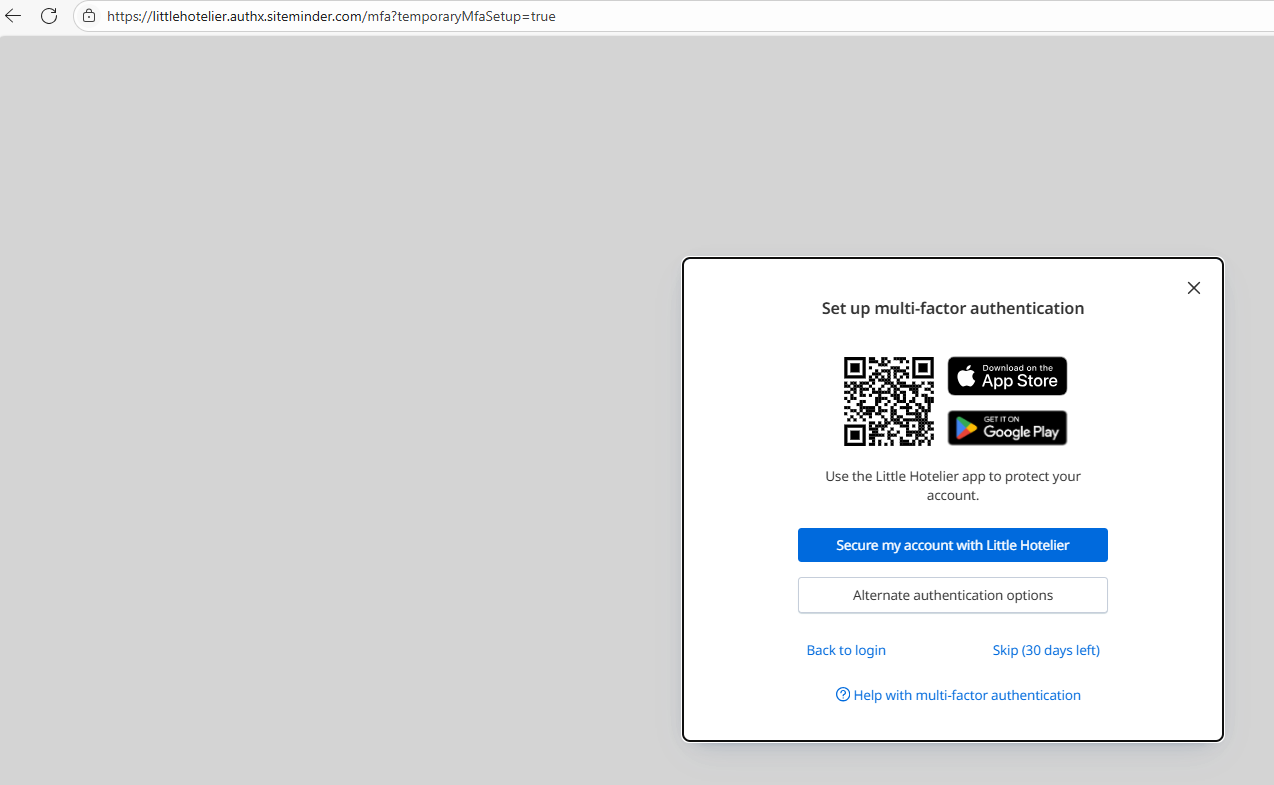 https://littlehotelier.authx.siteminder.com/mfa?temporaryMfaSetup=true
Set up multi-factor authentication
Download on the
App Store
GET IT ON
Google Play
Use the Little Hotelier app to protect your
account.
Secure my account with Little Hotelier
Alternate authentication options
Back to login
Skip (30 days left)
Help with multi-factor authentication